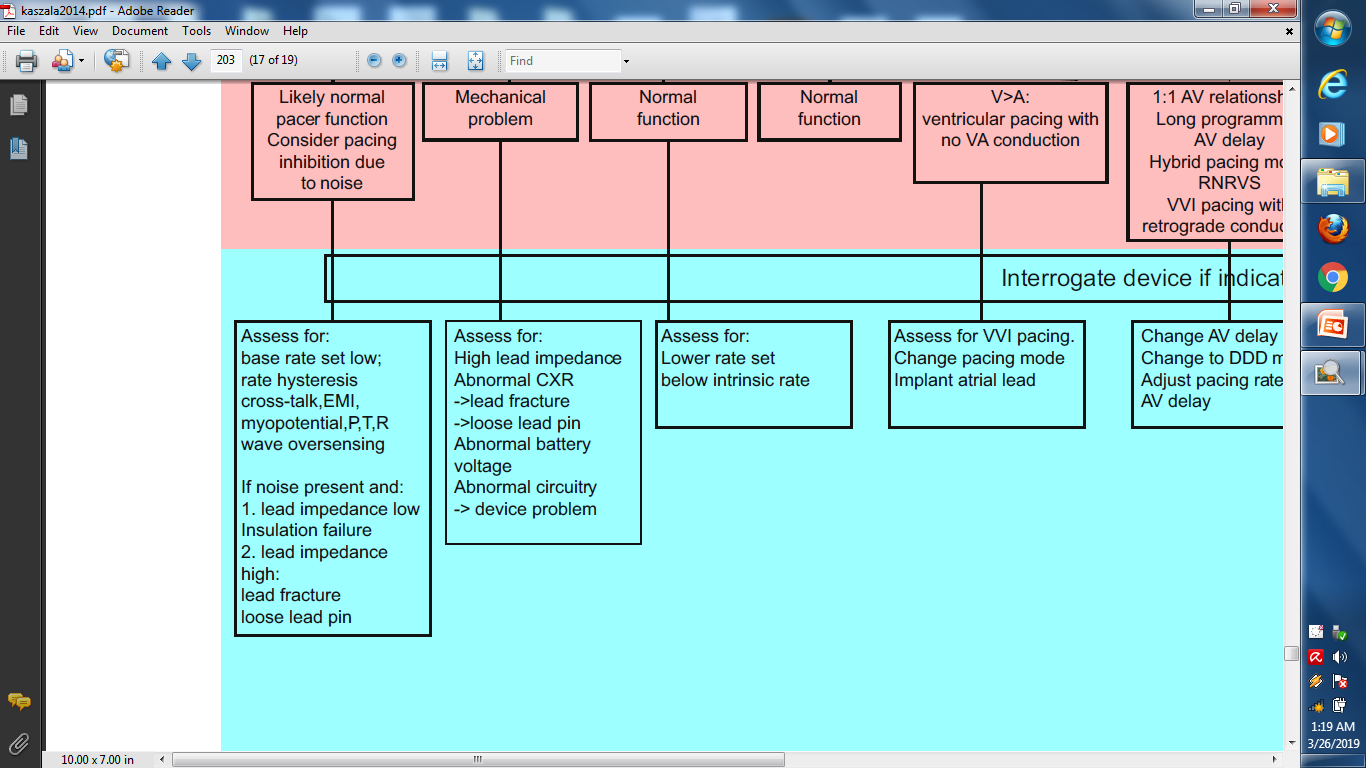 kaszala2014.pdf - Adobe Reader
File Edit View Document Tools Window Help
203 (17 of 19) Find
Likely normal
pacer function
Consider pacing
inhibition due
to noise
Mechanical
problem
Normal
function
Normal
function
V>A:
ventricular pacing with
no VA conduction
1:1 AV relationsh
Long programm
AV delay
Hybrid pacing mo
RNRVS
VVI pacing wit
retrograde conduc
Interrogate device if indicat
Assess for:
base rate set low;
rate hysteresis
cross-talk,EMI,
myopotential,P,T,R
wave oversensing
If noise present and:
1. lead impedance low
Insulation failure
2. lead impedance
high:
lead fracture
loose lead pin
Assess for:
High lead impedance
Abnormal CXR
->lead fracture
->loose lead pin
Abnormal battery
voltage
Abnormal circuitry
-> device problem
Assess for:
Lower rate set
below intrinsic rate
Assess for VVI pacing.
Change pacing mode
Implant atrial lead
Change AV delay
Change to DDD m
Adjust pacing rate
AV delay
10.00 x 7.00 in
1:19 AM
3/26/2019